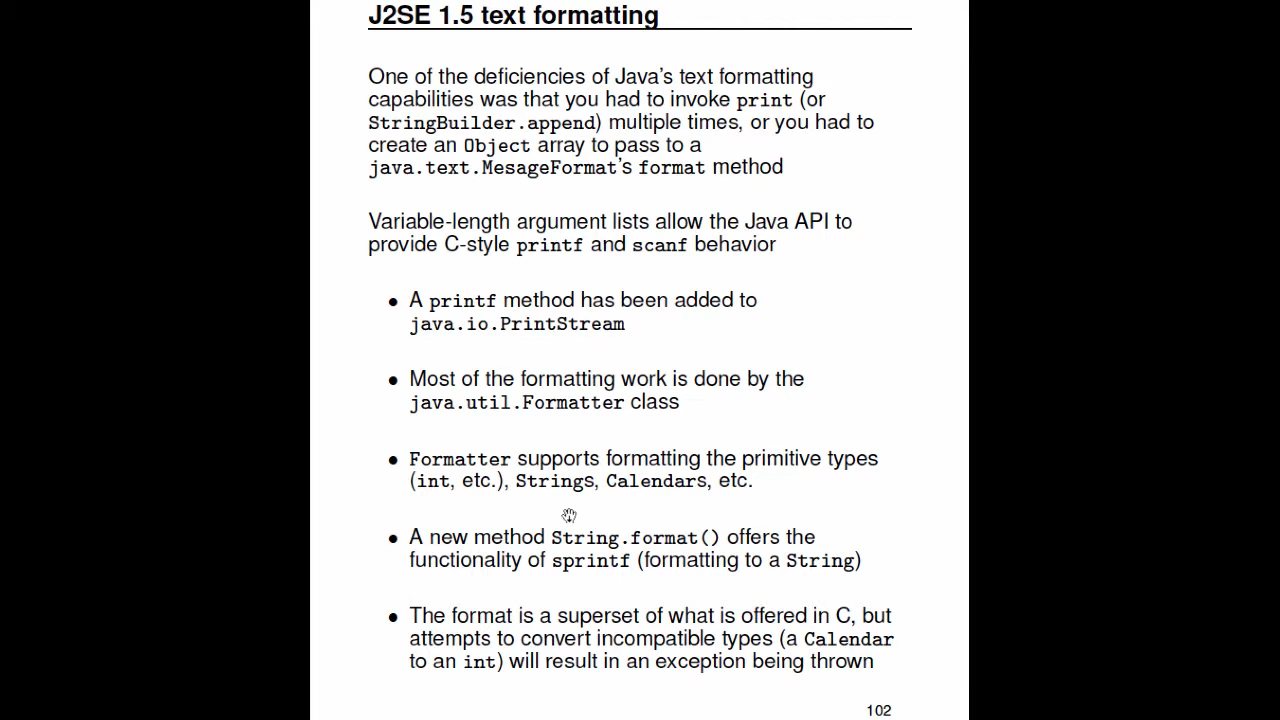 J2SE 1.5 text formatting
One of the deficiencies of Java's text formatting
capabilities was that you had to invoke print (or
StringBuilder.append) multiple times, or you had to
create an Object array to pass to a
java.text.MesageFormat's format method
Variable-length argument lists allow the Java API to
provide C-style printf and scanf behavior
• A printf method has been added to
java.io.PrintStream
• Most of the formatting work is done by the
java.util.Formatter class
• Formatter supports formatting the primitive types
(int, etc.), Strings, Calendars, etc.
• A new method String.format() offers the
functionality of sprintf (formatting to a String)
• The format is a superset of what is offered in C, but
attempts to convert incompatible types (a Calendar
to an int) will result in an exception being thrown
102